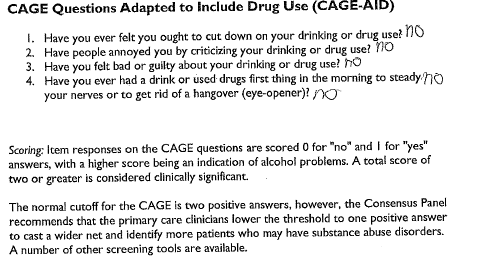 CAGE Questions Adapted to Include Drug Use (CAGE-AID)
1. Have you ever felt you ought to cut down on your drinking or drug use? no
2. Have people annoyed you by criticizing your drinking or drug use? no
3. Have you felt bad or guilty about your drinking or drug use? no
4. Have you ever had a drink or used drugs first thing in the morning to steady no
your nerves or to get rid of a hangover (eye-opener)? no
Scoring: Item responses on the CAGE questions are scored 0 for "no" and 1 for "yes"
answers, with a higher score being an indication of alcohol problems. A total score of
two or greater is considered clinically significant.
The normal cutoff for the CAGE is two positive answers, however, the Consensus Panel
recommends that the primary care clinicians lower the threshold to one positive answer
to cast a wider net and identify more patients who may have substance abuse disorders.
A number of other screening tools are available.